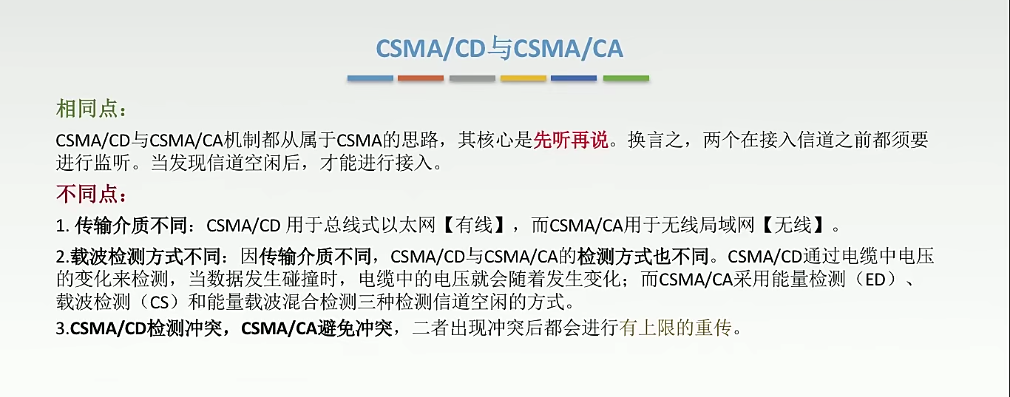 CSMA/CD与CSMA/CA
相同点：
CSMA/CD与CSMA/CA机制都从属于CSMA的思路，其核心是先听再说。换言之，两个在接入信道之前都须要
进行监听。当发现信道空闲后，才能进行接入。
不同点：
1. 传输介质不同：CSMA/CD 用于总线式以太网【有线】，而CSMA/CA用于无线局域网【无线】。
2.载波检测方式不同：因传输介质不同，CSMA/CD与CSMA/CA的检测方式也不同。CSMA/CD通过电缆中电压
的变化来检测，当数据发生碰撞时，电缆中的电压就会随着发生变化；而CSMA/CA采用能量检测（ED）、
载波检测（CS）和能量载波混合检测三种检测信道空闲的方式。
3.CSMA/CD检测冲突，CSMA/CA避免冲突，二者出现冲突后都会进行有上限的重传。